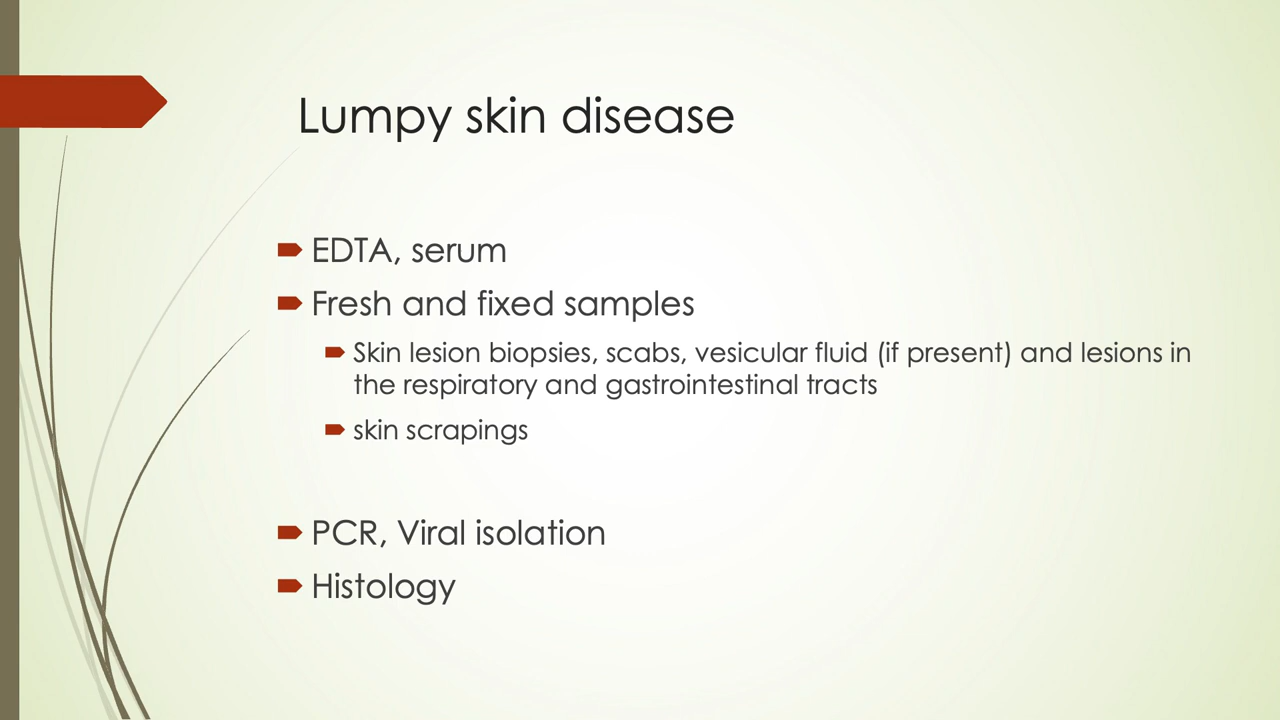 Lumpy skin disease
EDTA, serum
Fresh and fixed samples
Skin lesion biopsies, scabs, vesicular fluid (if present) and lesions in
the respiratory and gastrointestinal tracts
skin scrapings
PCR, Viral isolation
Histology